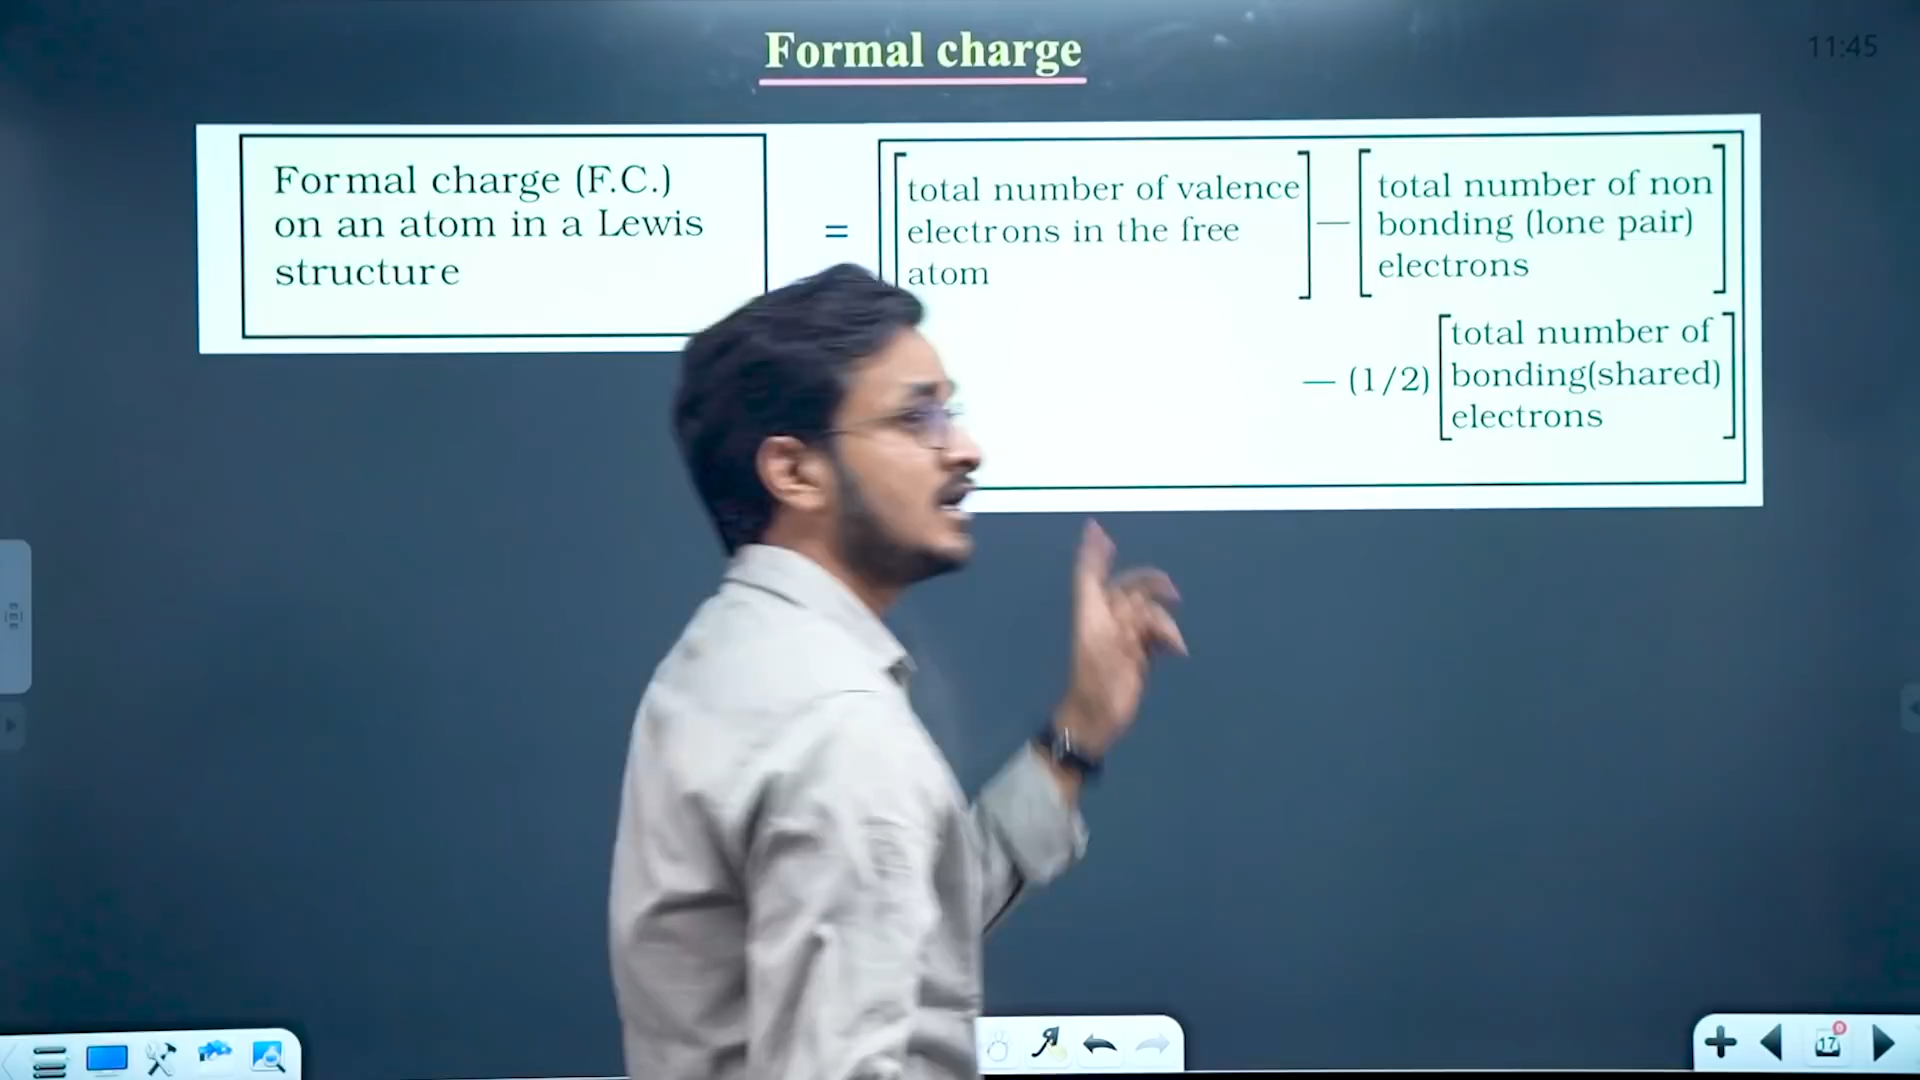 Formal charge
11:45
Formal charge (F.C.)
on an atom in a Lewis
structure
=
total number of valence
electrons in the free
atom
—
total number of non
bonding (lone pair)
electrons
— (1/2)
total number of
bonding(shared)
electrons
17